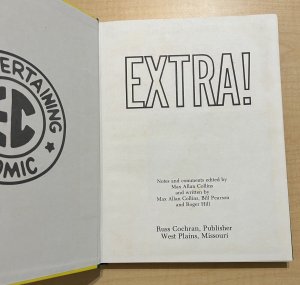 ERTAINING
EC
OMIC
EXTRA!
Notes and comments edited by
Max Allan Collins
and written by
Max Allan Collins, Bill Pearson
and Roger Hill
Russ Cochran, Publisher
West Plains, Missouri